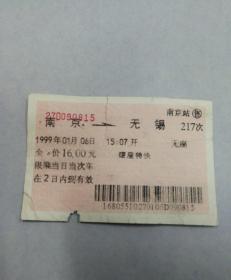 270090815
南京站 售
南京. → 无锡 217次
1999年01月06日 15:07开 无座
全 价16.00元 硬座特快
限乘当日当次车
在2日内到有效
16805512701050090815